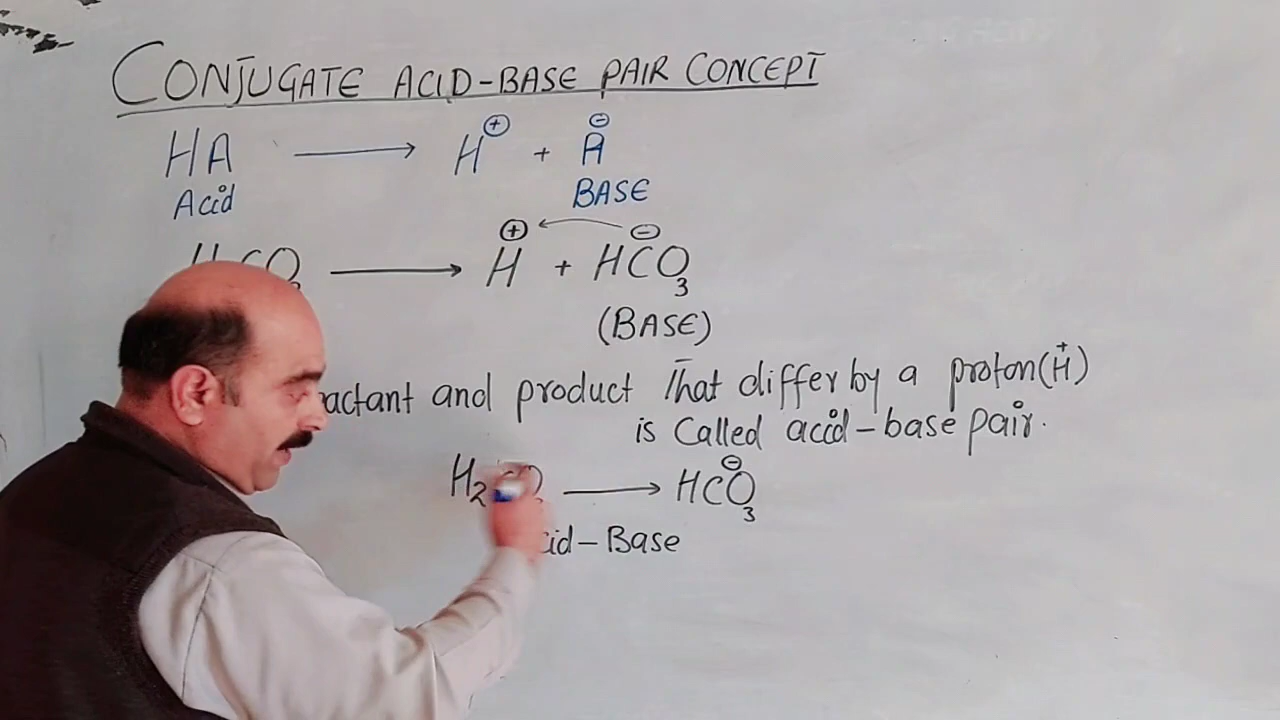 CONJUGATE ACID-BASE PAIR CONCEPT
HA ⟶ H⊕ + A⊖
Acid BASE
⟶ H⊕ + HCO3⊖
(BASE)
and product That differ by a proton(H+)
is Called acid-base pair.
H2 ⟶ HCO3⊖
Base